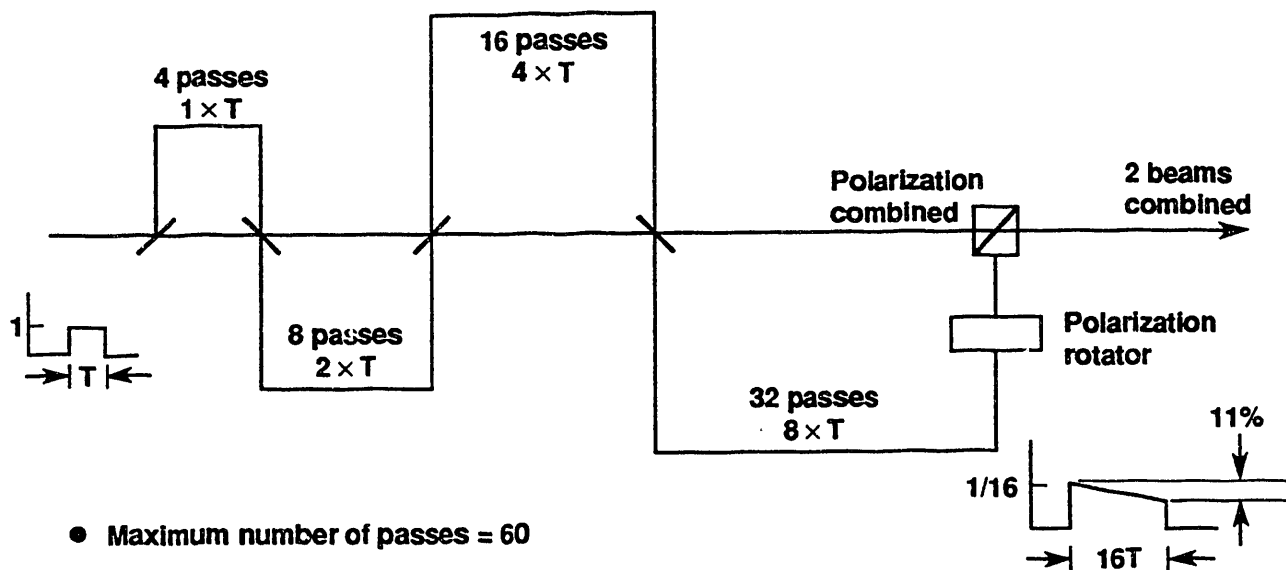 16 passes
4 × T
4 passes
1 × T
Polarization
combined
2 beams
combined
1
T
8 passes
2 × T
Polarization
rotator
32 passes
8 × T
11%
1/16
16T
● Maximum number of passes = 60